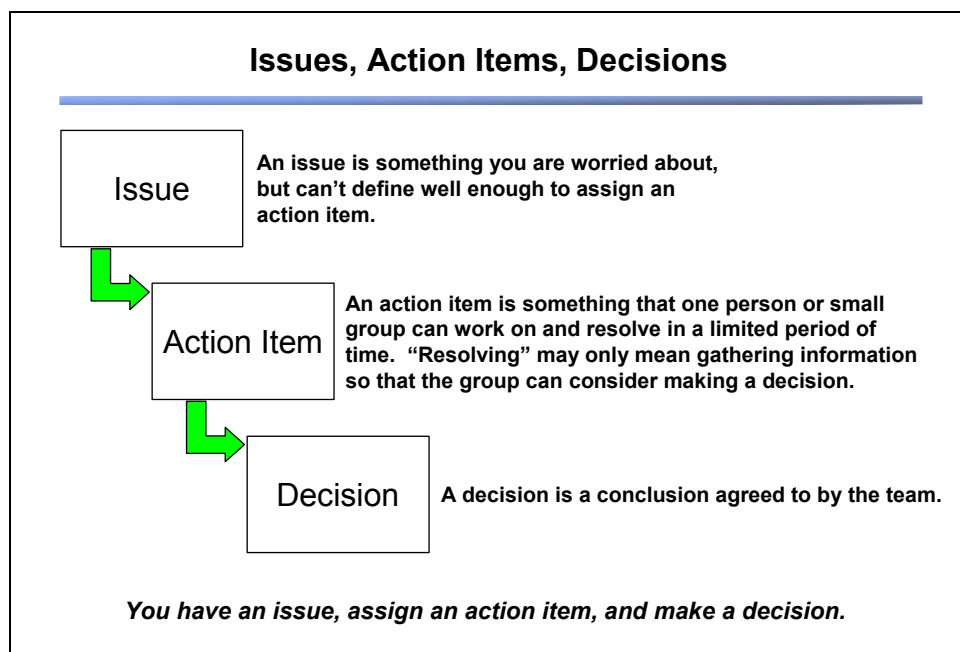 Issues, Action Items, Decisions
Issue
An issue is something you are worried about,
but can’t define well enough to assign an
action item.
Action Item
An action item is something that one person or small
group can work on and resolve in a limited period of
time.  “Resolving” may only mean gathering information
so that the group can consider making a decision.
Decision
A decision is a conclusion agreed to by the team.
You have an issue, assign an action item, and make a decision.